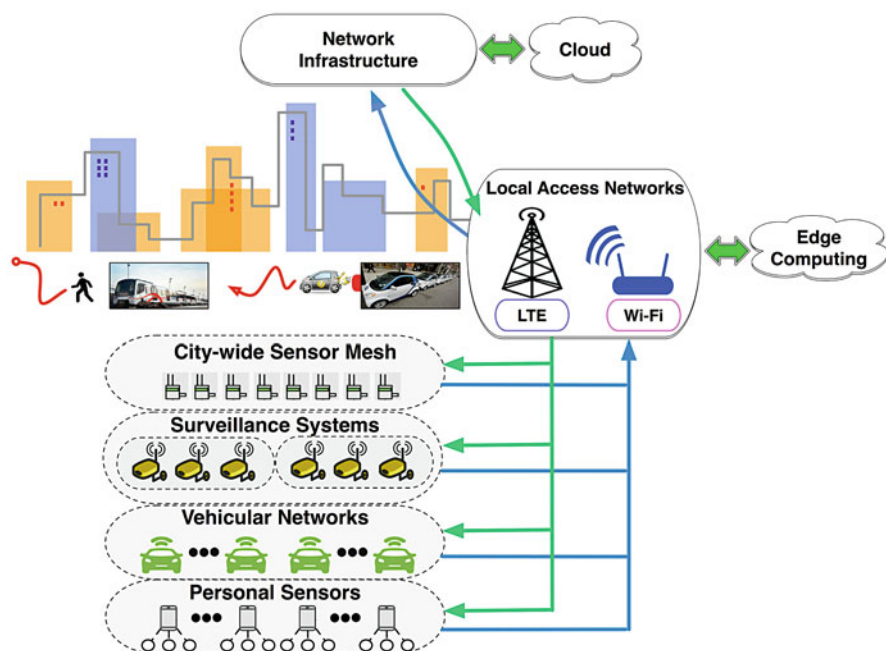 Network
Infrastructure
Cloud
Local Access Networks
Edge
Computing
LTE
Wi-Fi
City-wide Sensor Mesh
Surveillance Systems
Vehicular Networks
Personal Sensors